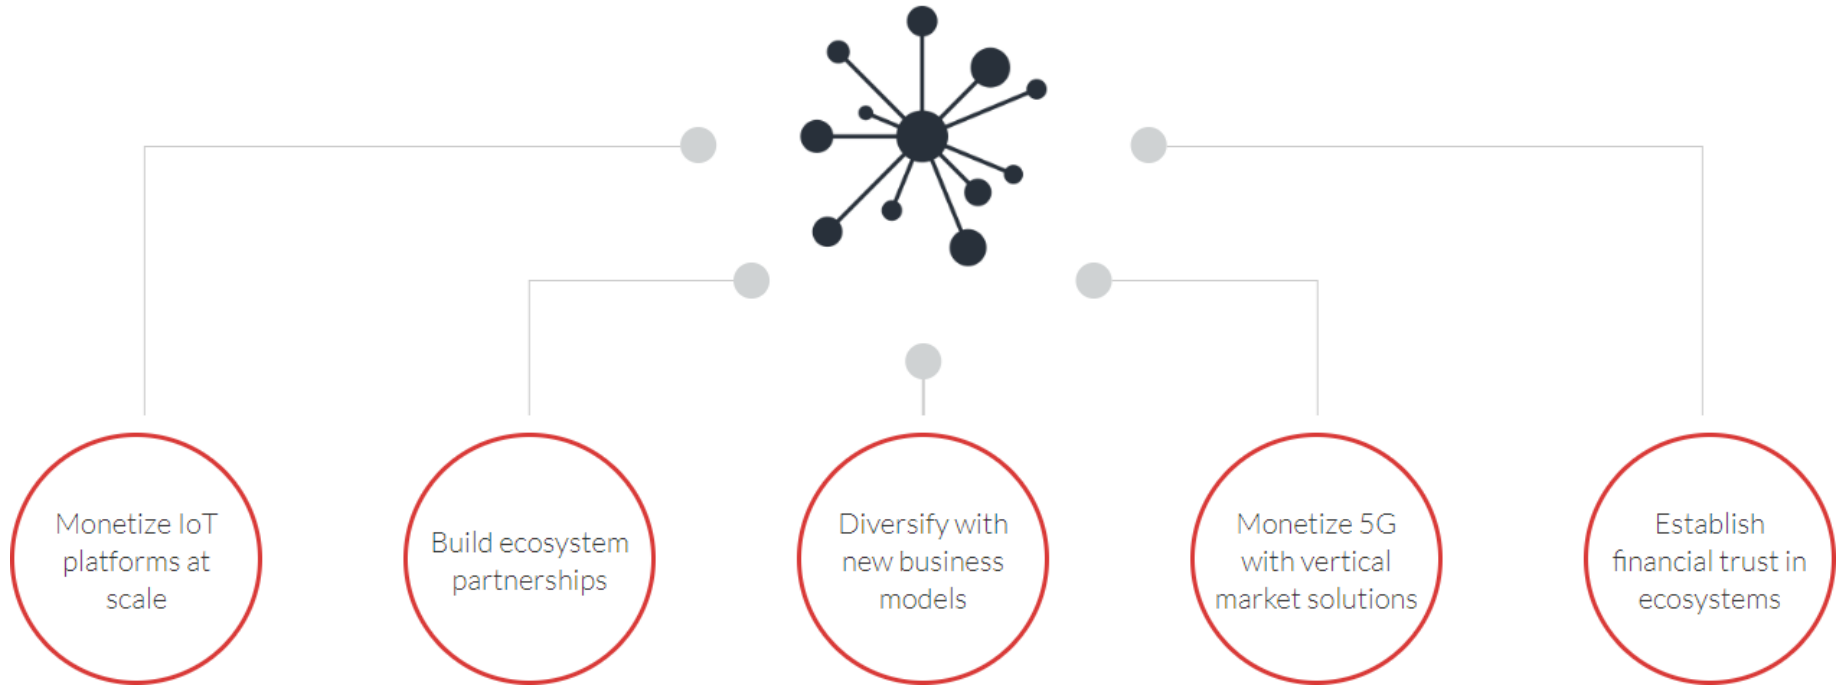 Monetize IoT
platforms at
scale
Build ecosystem
partnerships
Diversify with
new business
models
Monetize 5G
with vertical
market solutions
Establish
financial trust in
ecosystems